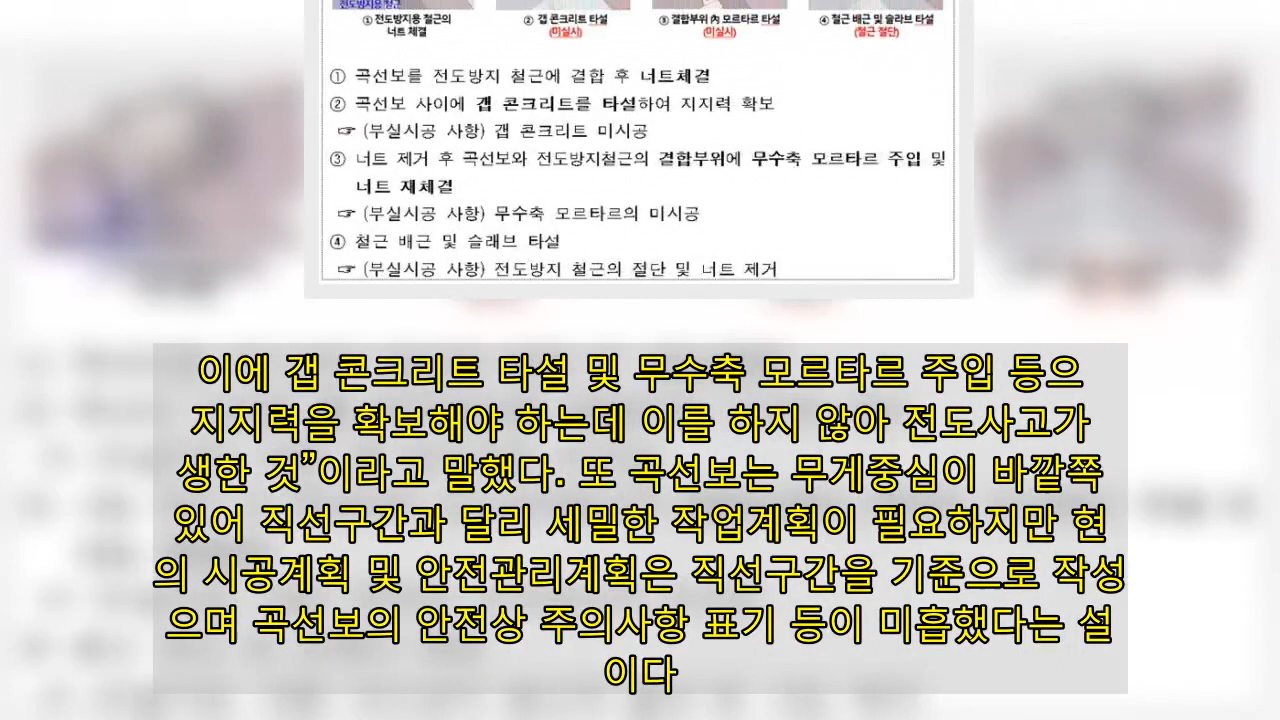 전도방지용 철근
① 전도방지용 철근의
너트 체결
② 갭 콘크리트 타설
(미실시)
③ 결합부위 內 모르타르 타설
(미실시)
④ 철근 배근 및 슬라브 타설
(철근 절단)
① 곡선보를 전도방지 철근에 결합 후 너트체결
② 곡선보 사이에 갭 콘크리트를 타설하여 지지력 확보
☞ (부실시공 사항) 갭 콘크리트 미시공
③ 너트 제거 후 곡선보와 전도방지철근의 결합부위에 무수축 모르타르 주입 및
너트 재체결
☞ (부실시공 사항) 무수축 모르타르의 미시공
④ 철근 배근 및 슬래브 타설
☞ (부실시공 사항) 전도방지 철근의 절단 및 너트 제거
이에 갭 콘크리트 타설 및 무수축 모르타르 주입 등으
지지력을 확보해야 하는데 이를 하지 않아 전도사고가
생한 것”이라고 말했다. 또 곡선보는 무게중심이 바깥쪽
있어 직선구간과 달리 세밀한 작업계획이 필요하지만 현
의 시공계획 및 안전관리계획은 직선구간을 기준으로 작성
으며 곡선보의 안전상 주의사항 표기 등이 미흡했다는 설
이다